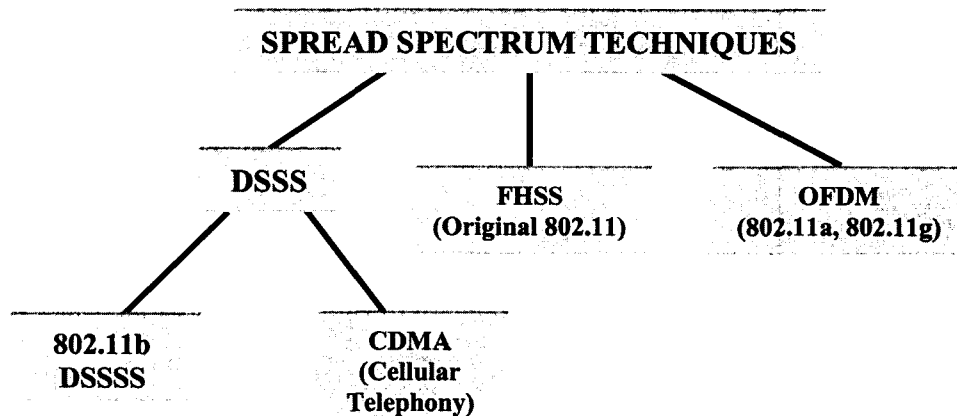 SPREAD SPECTRUM TECHNIQUES
DSSS
FHSS
(Original 802.11)
OFDM
(802.11a, 802.11g)
802.11b
DSSSS
CDMA
(Cellular
Telephony)